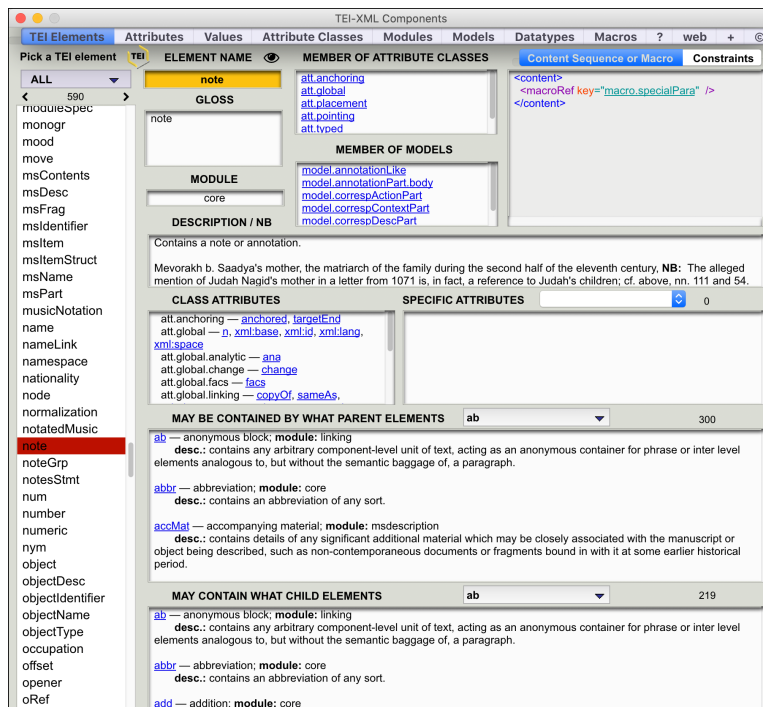 TEI-XML Components
TEI Elements Attributes Values Attribute Classes Modules Models Datatypes Macros ? web + ©
Pick a TEI element TEI
ALL
590
moduleSpec
monogr
mood
move
msContents
msDesc
msFrag
msIdentifier
msItem
msItemStruct
msName
msPart
musicNotation
name
nameLink
namespace
nationality
node
normalization
notatedMusic
note
noteGrp
notesStmt
num
number
numeric
nym
object
objectDesc
objectIdentifier
objectName
objectType
occupation
offset
opener
oRef
ELEMENT NAME
note
GLOSS
note
MODULE
core
MEMBER OF ATTRIBUTE CLASSES
att.anchoring
att.global
att.placement
att.pointing
att.typed
MEMBER OF MODELS
model.annotationLike
model.annotationPart.body
model.correspActionPart
model.correspContextPart
model.correspDescPart
Content Sequence or Macro Constraints
<content>
<macroRef key="macro.specialPara" />
</content>
DESCRIPTION / NB
Contains a note or annotation.
Mevorakh b. Saadya's mother, the matriarch of the family during the second half of the eleventh century, NB: The alleged
mention of Judah Nagid's mother in a letter from 1071 is, in fact, a reference to Judah's children; cf. above, nn. 111 and 54.
CLASS ATTRIBUTES
att.anchoring — anchored, targetEnd
att.global — n, xml:base, xml:id, xml:lang,
xml:space
att.global.analytic — ana
att.global.change — change
att.global.facs — facs
att.global.linking — copyOf, sameAs,
SPECIFIC ATTRIBUTES 0
MAY BE CONTAINED BY WHAT PARENT ELEMENTS ab 300
ab — anonymous block; module: linking
desc.: contains any arbitrary component-level unit of text, acting as an anonymous container for phrase or inter level
elements analogous to, but without the semantic baggage of, a paragraph.
abbr — abbreviation; module: core
desc.: contains an abbreviation of any sort.
accMat — accompanying material; module: msdescription
desc.: contains details of any significant additional material which may be closely associated with the manuscript or
object being described, such as non-contemporaneous documents or fragments bound in with it at some earlier historical
period.
MAY CONTAIN WHAT CHILD ELEMENTS ab 219
ab — anonymous block; module: linking
desc.: contains any arbitrary component-level unit of text, acting as an anonymous container for phrase or inter level
elements analogous to, but without the semantic baggage of, a paragraph.
abbr — abbreviation; module: core
desc.: contains an abbreviation of any sort.
add — addition; module: core